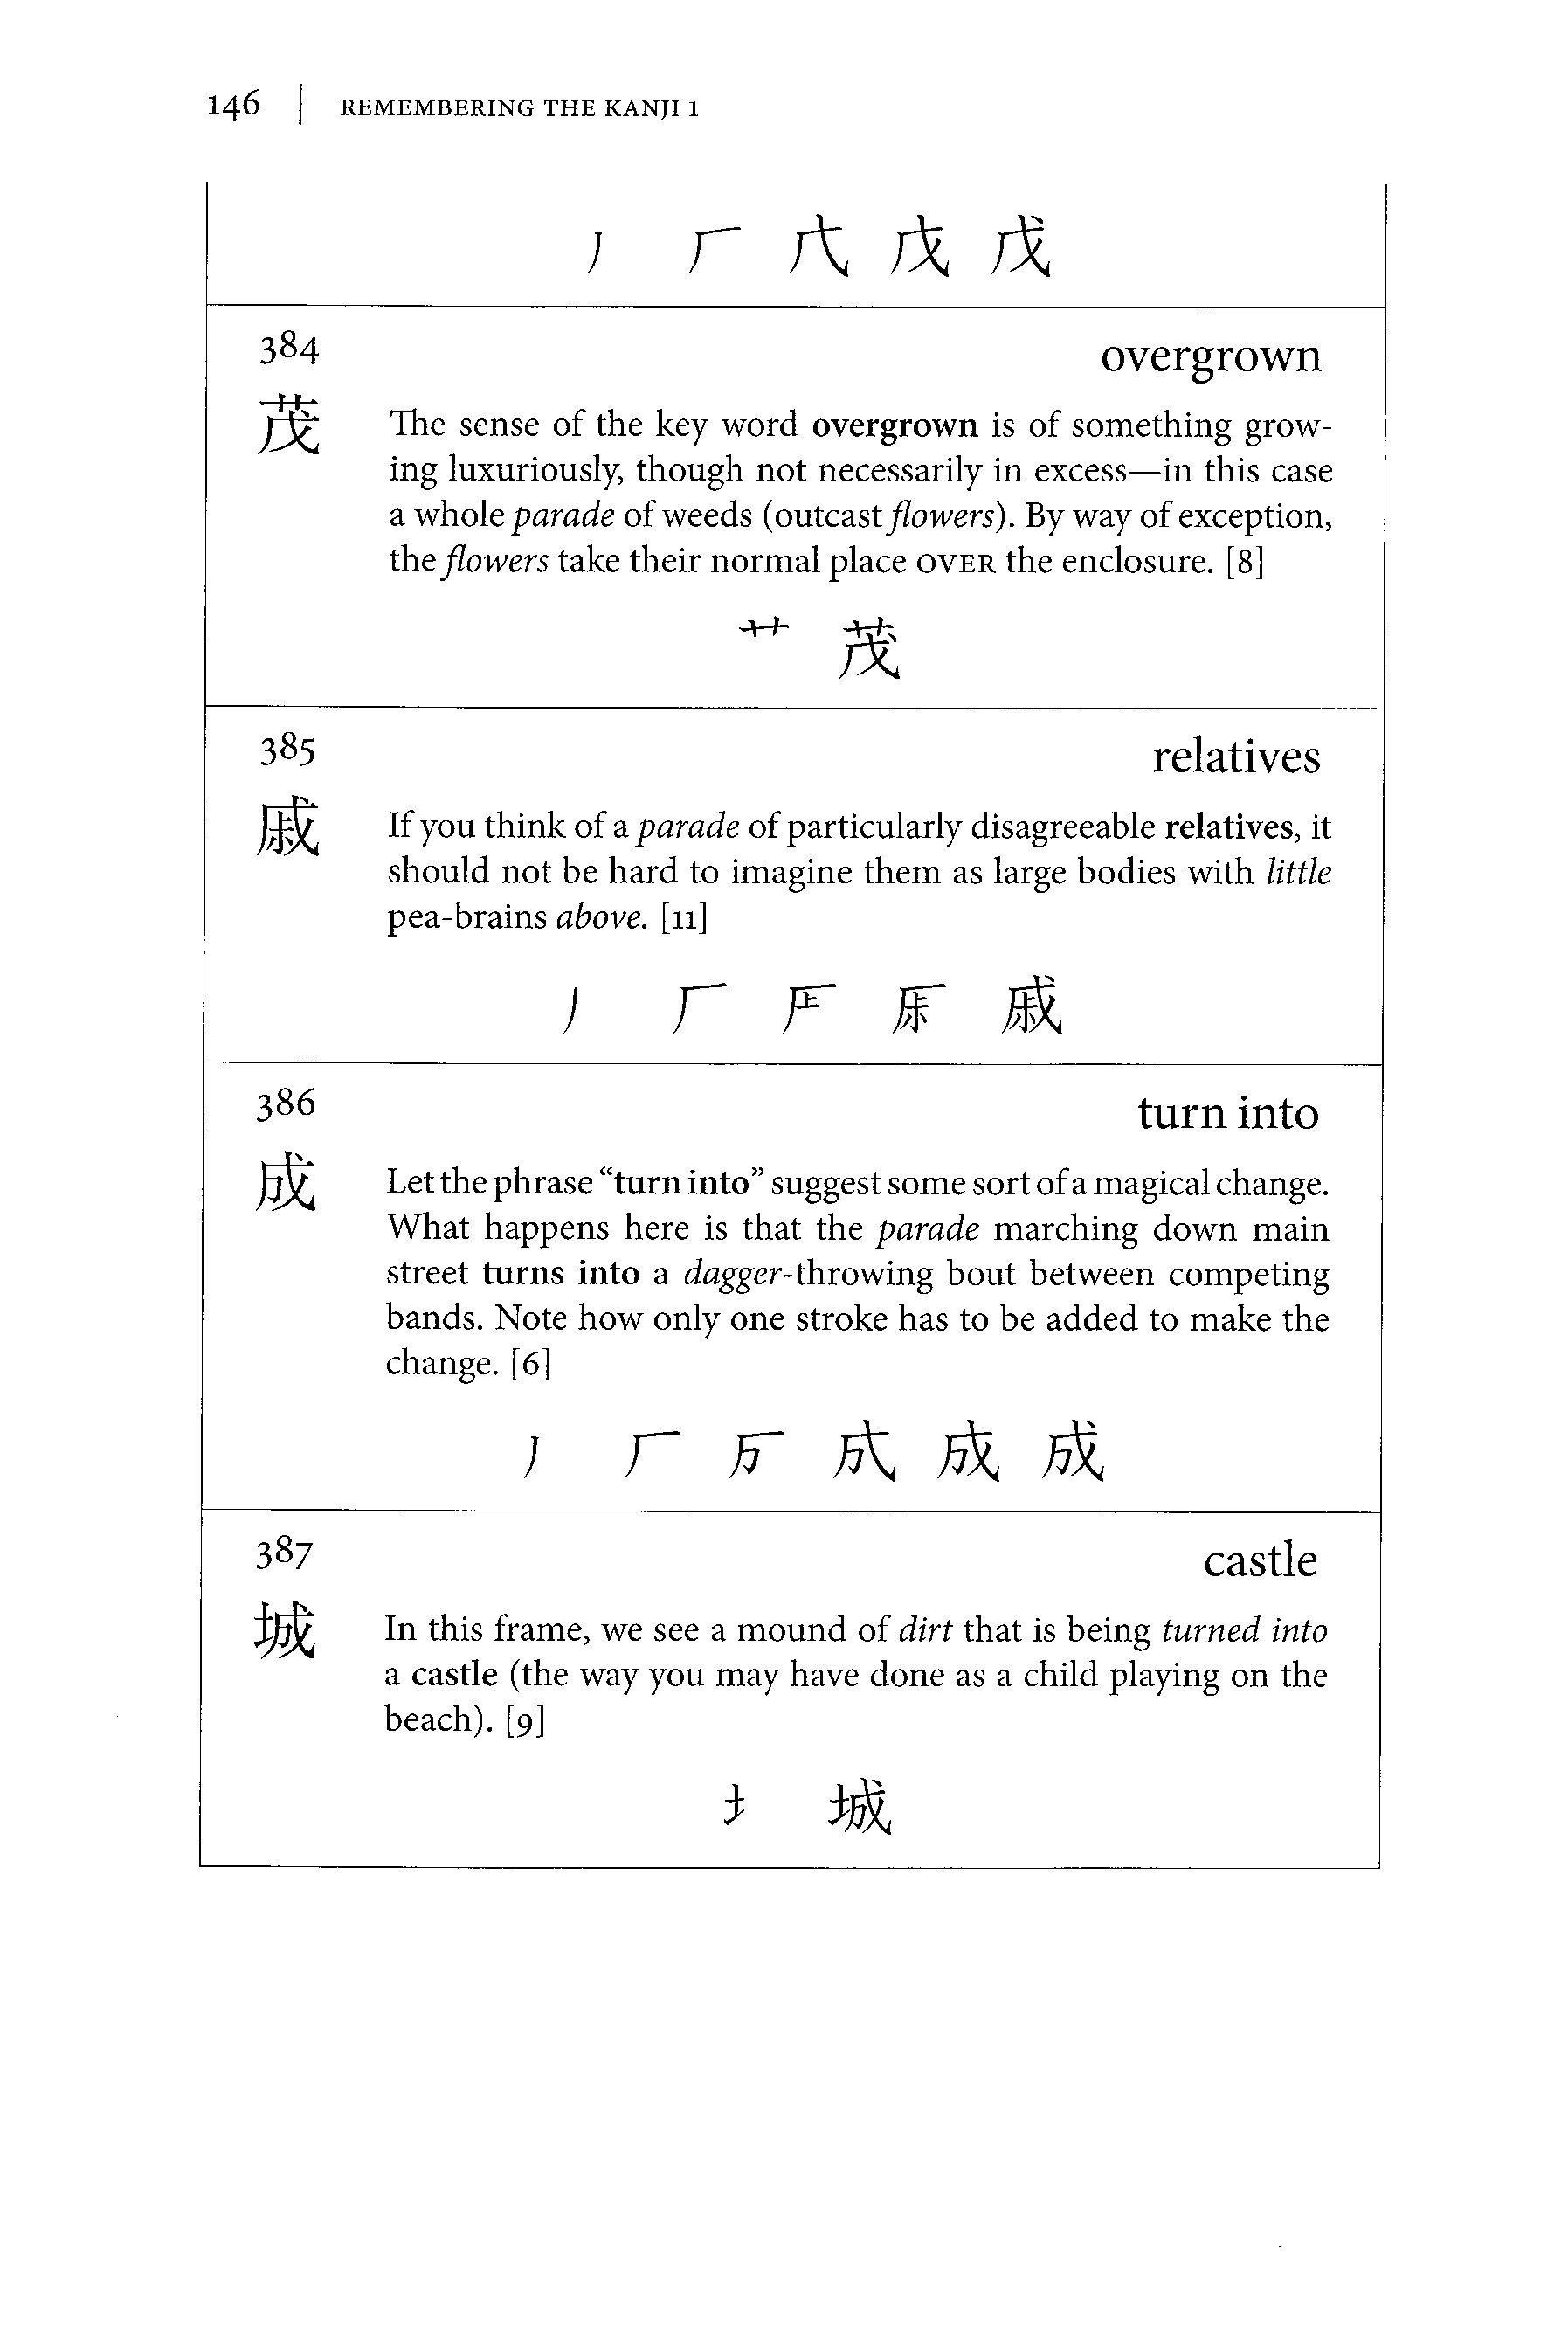 146 | REMEMBERING THE KANJI 1
丿 厂 戊
384 overgrown
茂
The sense of the key word overgrown is of something grow-
ing luxuriously, though not necessarily in excess—in this case
a whole parade of weeds (outcast flowers). By way of exception,
the flowers take their normal place OVER the enclosure. [8]
艹 茂
385 relatives
戚
If you think of a parade of particularly disagreeable relatives, it
should not be hard to imagine them as large bodies with little
pea-brains above. [11]
丿 厂 戚
386 turn into
成
Let the phrase “turn into” suggest some sort of a magical change.
What happens here is that the parade marching down main
street turns into a dagger-throwing bout between competing
bands. Note how only one stroke has to be added to make the
change. [6]
丿 厂 成
387 castle
城
In this frame, we see a mound of dirt that is being turned into
a castle (the way you may have done as a child playing on the
beach). [9]
土 城